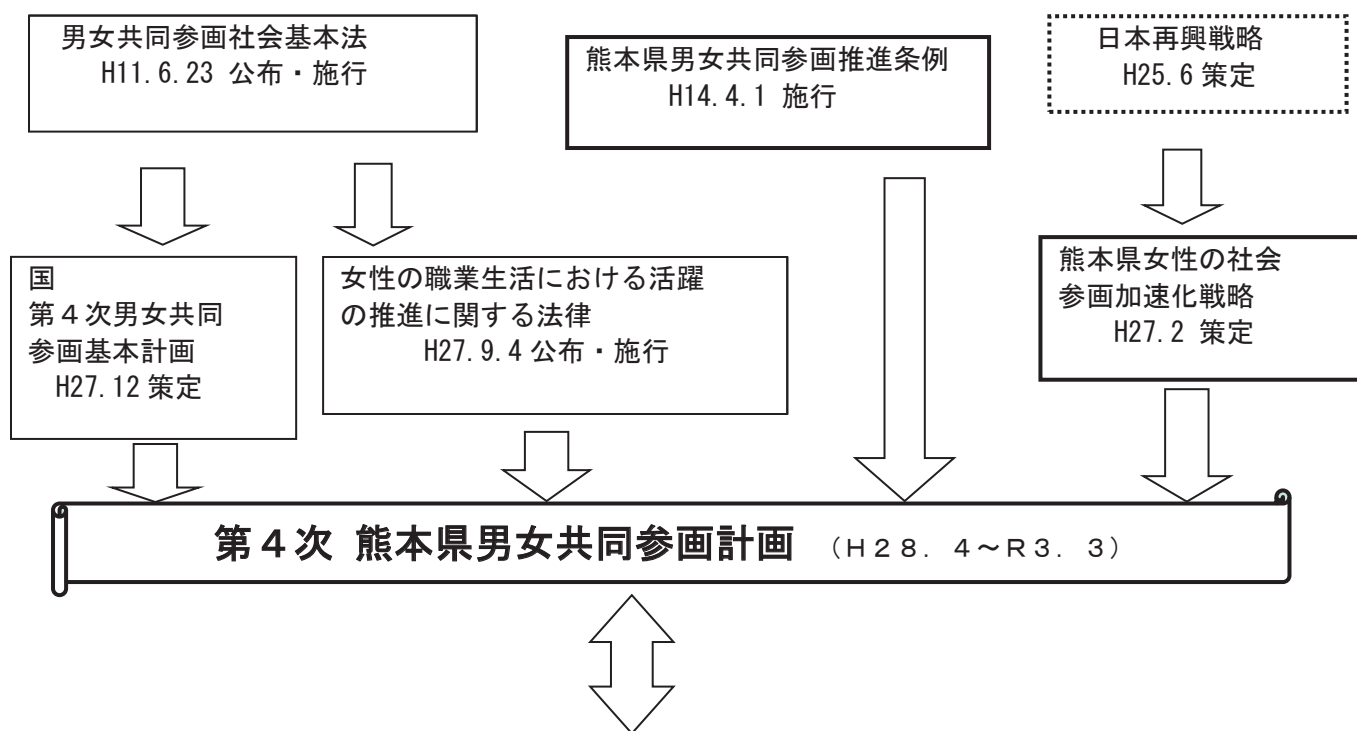 男女共同参画社会基本法
H11.6.23 公布・施行
熊本県男女共同参画推進条例
H14.4.1 施行
日本再興戦略
H25.6 策定
国
第４次男女共同
参画基本計画
H27.12 策定
女性の職業生活における活躍
の推進に関する法律
H27.9.4 公布・施行
熊本県女性の社会
参画加速化戦略
H27.2 策定
第４次 熊本県男女共同参画計画 （Ｈ２８．４～Ｒ３．３）